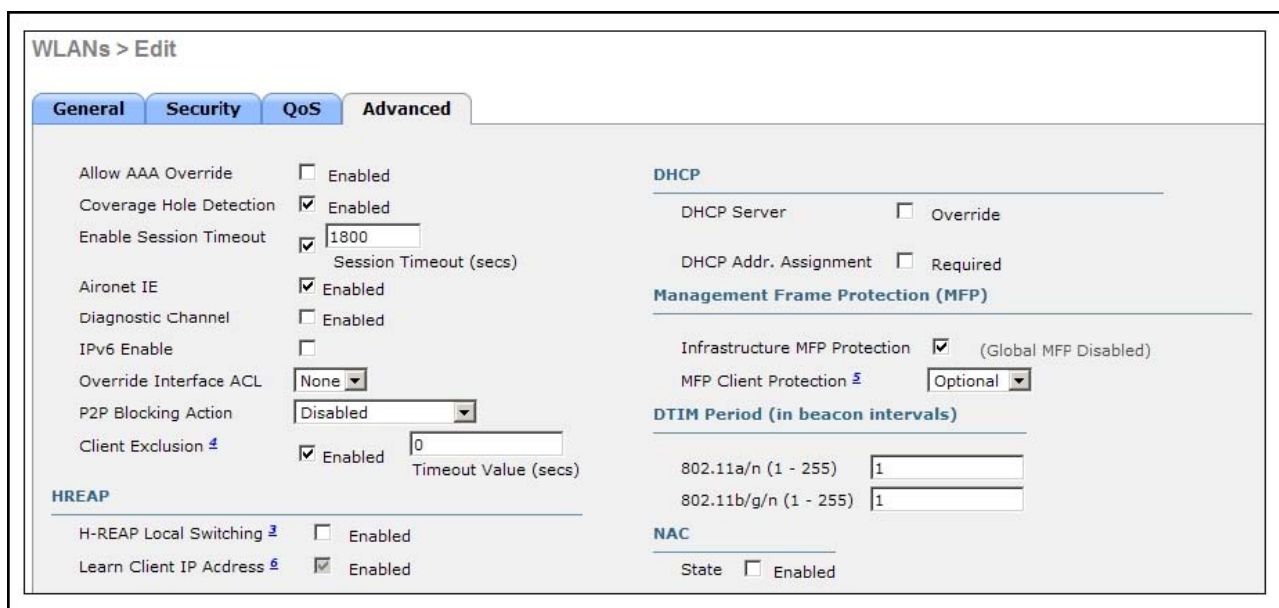 WLANs > Edit
General Security QoS Advanced
Allow AAA Override Enabled
Coverage Hole Detection Enabled
Enable Session Timeout 1800
Session Timeout (secs)
Aironet IE Enabled
Diagnostic Channel Enabled
IPv6 Enable
Override Interface ACL None
P2P Blocking Action Disabled
Client Exclusion 4 Enabled 0
Timeout Value (secs)
HREAP
H-REAP Local Switching 3 Enabled
Learn Client IP Address 6 Enabled
DHCP
DHCP Server Override
DHCP Addr. Assignment Required
Management Frame Protection (MFP)
Infrastructure MFP Protection (Global MFP Disabled)
MFP Client Protection 5 Optional
DTIM Period (in beacon intervals)
802.11a/n (1 - 255) 1
802.11b/g/n (1 - 255) 1
NAC
State Enabled